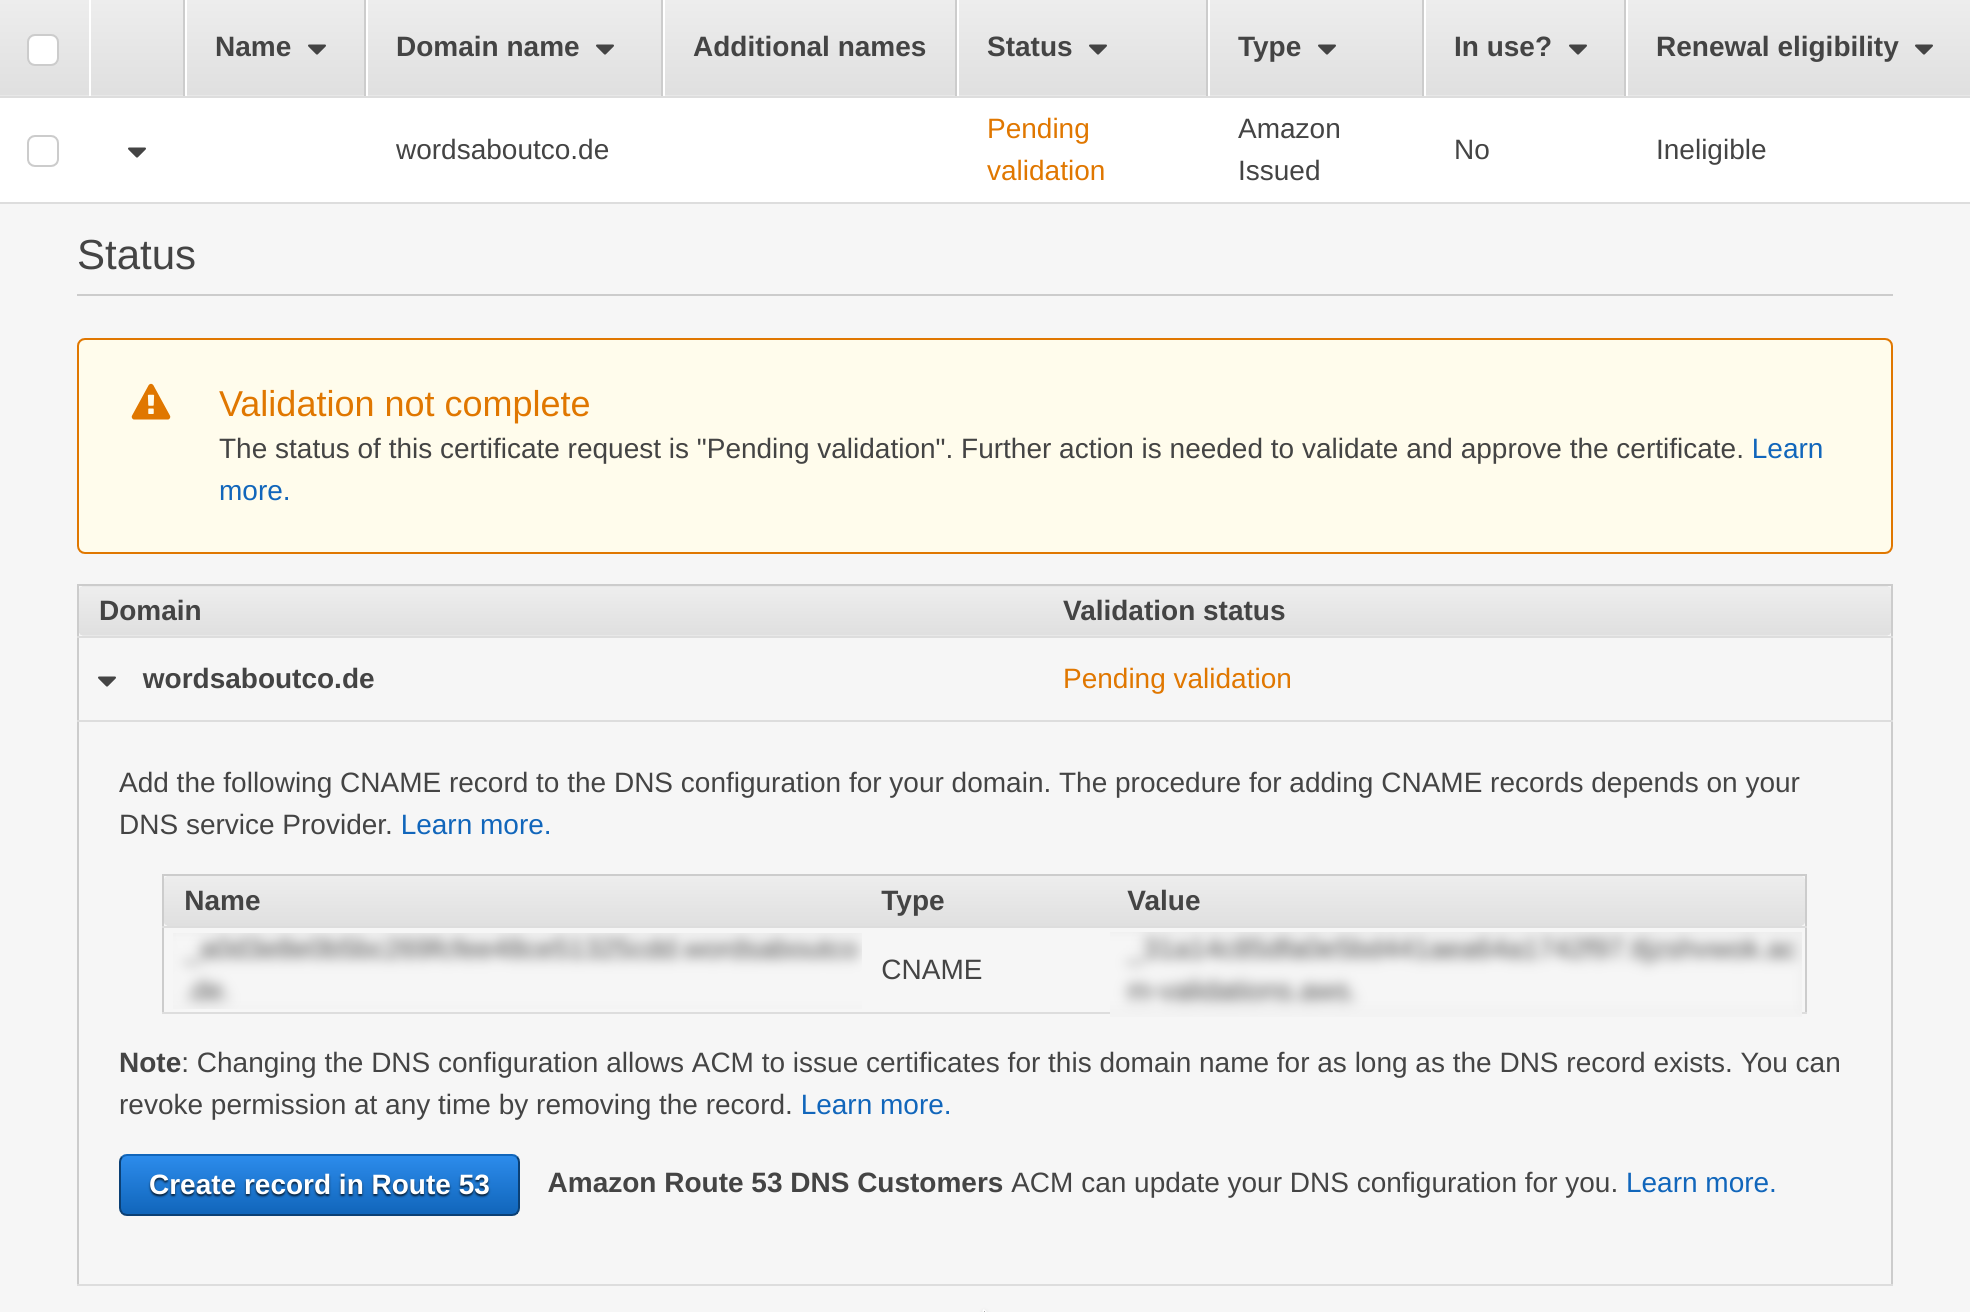 Name Domain name Additional names Status Type In use? Renewal eligibility
wordsaboutco.de Pending validation Amazon Issued No Ineligible
Status
Validation not complete
The status of this certificate request is "Pending validation". Further action is needed to validate and approve the certificate. Learn
more.
Domain Validation status
wordsaboutco.de Pending validation
Add the following CNAME record to the DNS configuration for your domain. The procedure for adding CNAME records depends on your
DNS service Provider. Learn more.
Name Type Value
CNAME
Note: Changing the DNS configuration allows ACM to issue certificates for this domain name for as long as the DNS record exists. You can
revoke permission at any time by removing the record. Learn more.
Create record in Route 53 Amazon Route 53 DNS Customers ACM can update your DNS configuration for you. Learn more.